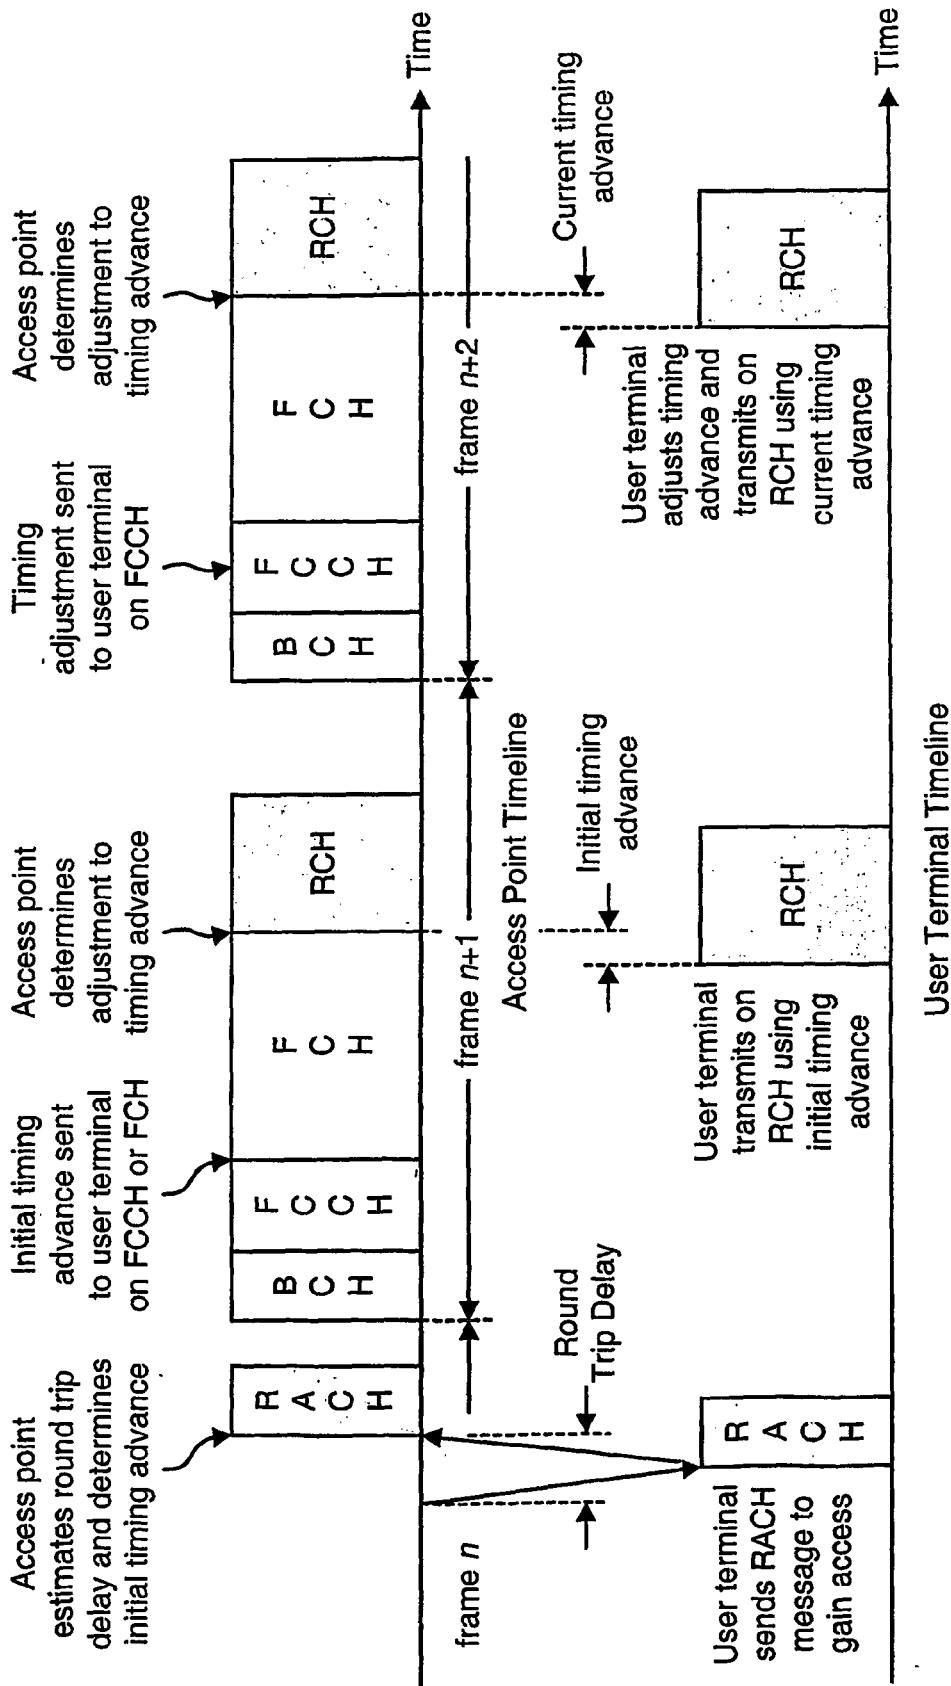 Access point
estimates round trip
delay and determines
initial timing advance
Initial timing
advance sent
to user terminal
on FCCH or FCH
Access point
determines
adjustment to
timing advance
Timing
adjustment sent
to user terminal
on FCCH
Access point
determines
adjustment to
timing advance
R
A
C
H
B
C
H
F
C
C
H
F
C
H
RCH
B
C
H
F
C
C
H
F
C
H
RCH
Time
frame n
frame n+1
frame n+2
Access Point Timeline
Round
Trip Delay
Initial timing
advance
Current timing
advance
User terminal
sends RACH
message to
gain access
R
A
C
H
User terminal
transmits on
RCH using
initial timing
advance
RCH
User terminal
adjusts timing
advance and
transmits on
RCH using
current timing
advance
RCH
Time
User Terminal Timeline